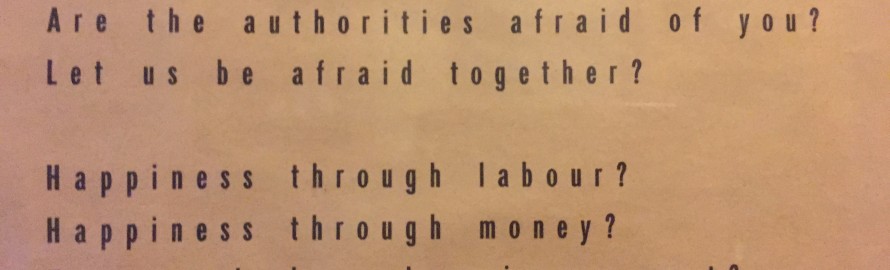 Are the authorities afraid of you?
Let us be afraid together?
Happiness through labour?
Happiness through money?